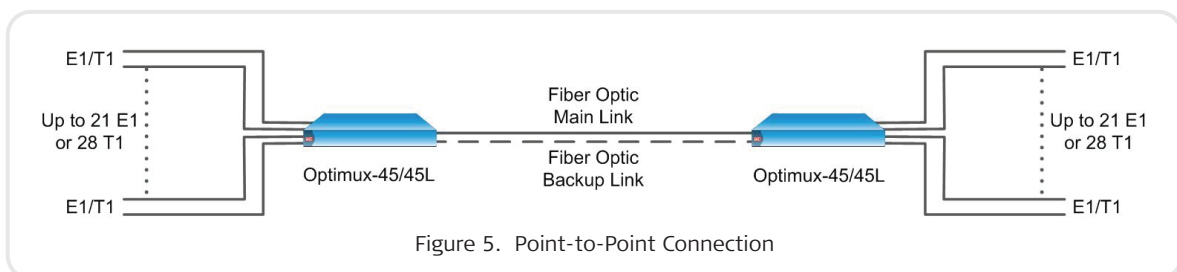 E1/T1
Up to 21 E1
or 28 T1
E1/T1
Optimux-45/45L
Fiber Optic
Main Link
Fiber Optic
Backup Link
Optimux-45/45L
E1/T1
Up to 21 E1
or 28 T1
E1/T1
Figure 5. Point-to-Point Connection